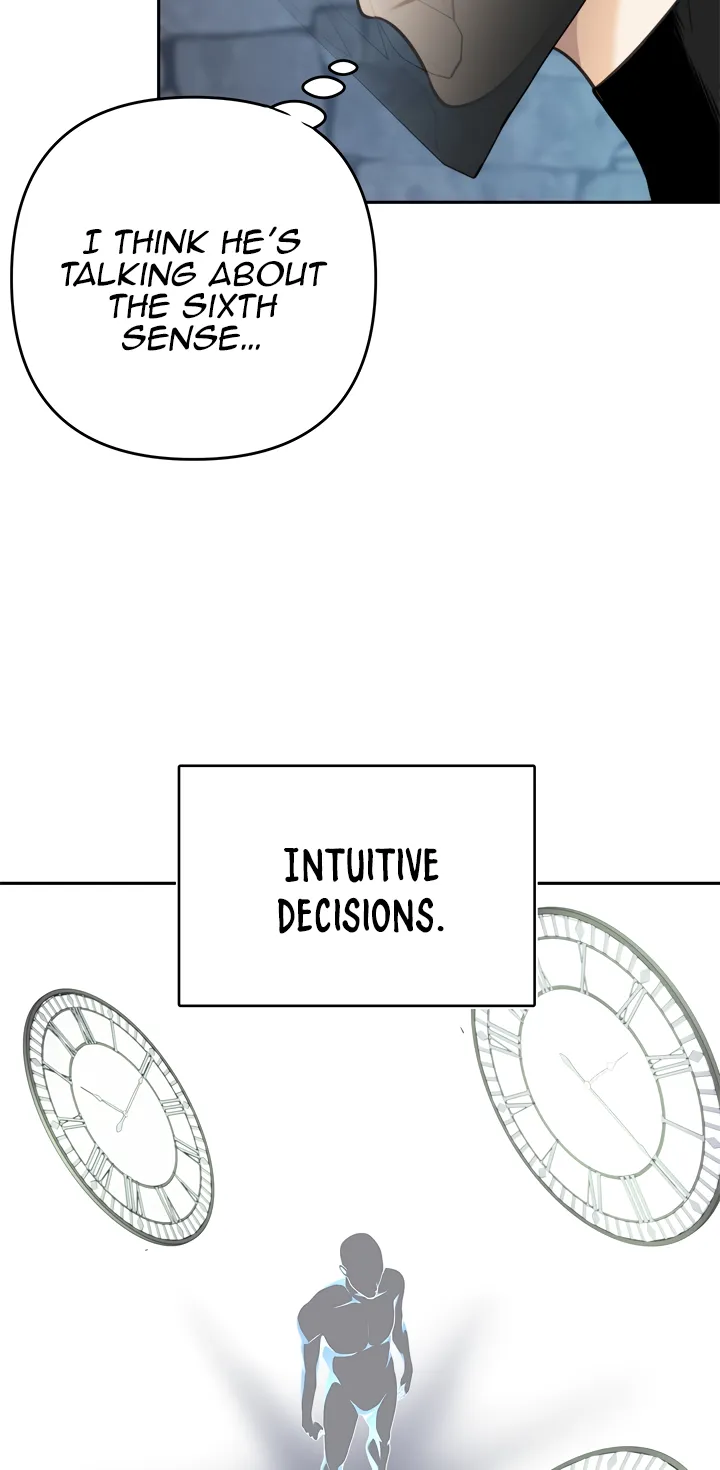 I THINK HE'S
TALKING ABOUT
THE SIXTH
SENSE...
INTUITIVE
DECISIONS.